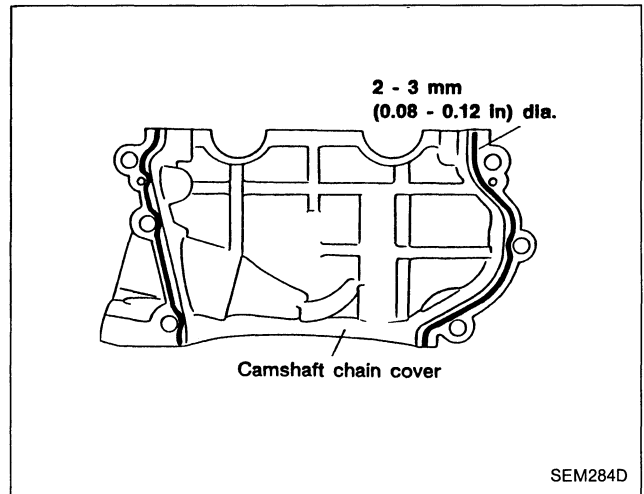 2 - 3 mm
(0.08 - 0.12 in) dia.
Camshaft chain cover
SEM284D